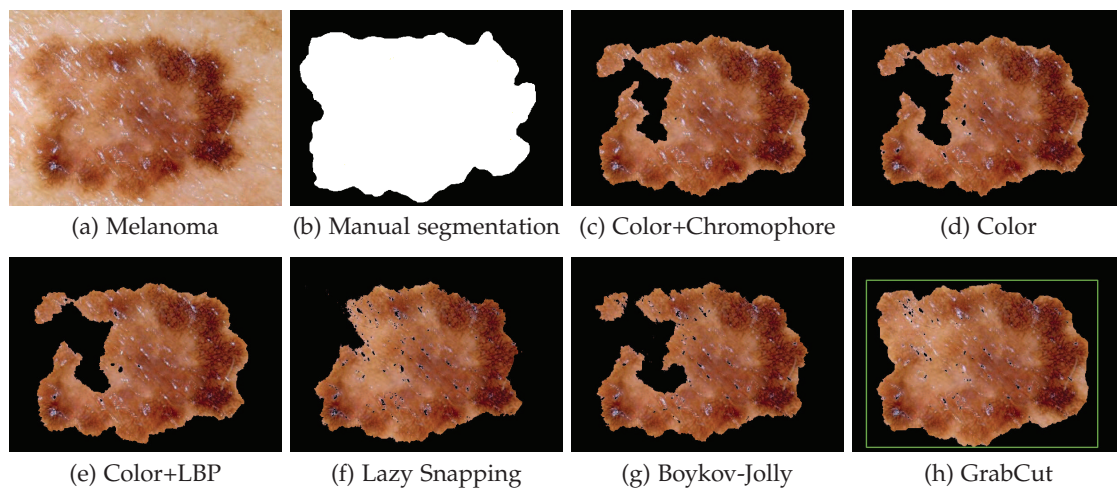 (a) Melanoma
(b) Manual segmentation
(c) Color+Chromophore
(d) Color
(e) Color+LBP
(f) Lazy Snapping
(g) Boykov-Jolly
(h) GrabCut